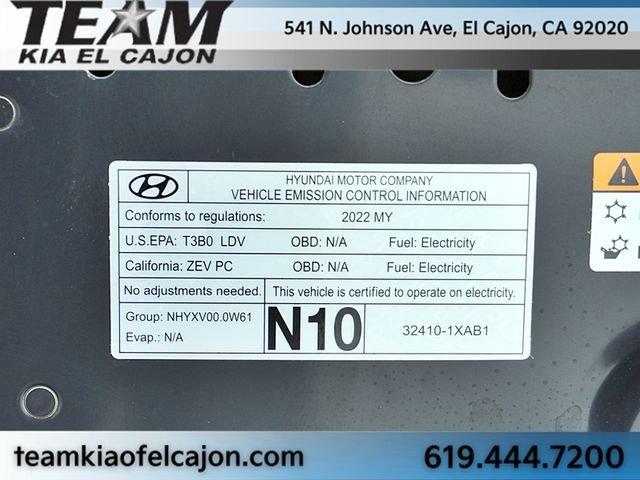 TEAM
KIA EL CAJON
541 N. Johnson Ave, El Cajon, CA 92020
HYUNDAI MOTOR COMPANY
VEHICLE EMISSION CONTROL INFORMATION
Conforms to regulations: 2022 MY
U.S.EPA: T3B0 LDV OBD: N/A Fuel: Electricity
California: ZEV PC OBD: N/A Fuel: Electricity
No adjustments needed. This vehicle is certified to operate on electricity.
Group: NHYXV00.0W61
Evap.: N/A
N10
32410-1XAB1
teamkiaofelcajon.com
619.444.7200